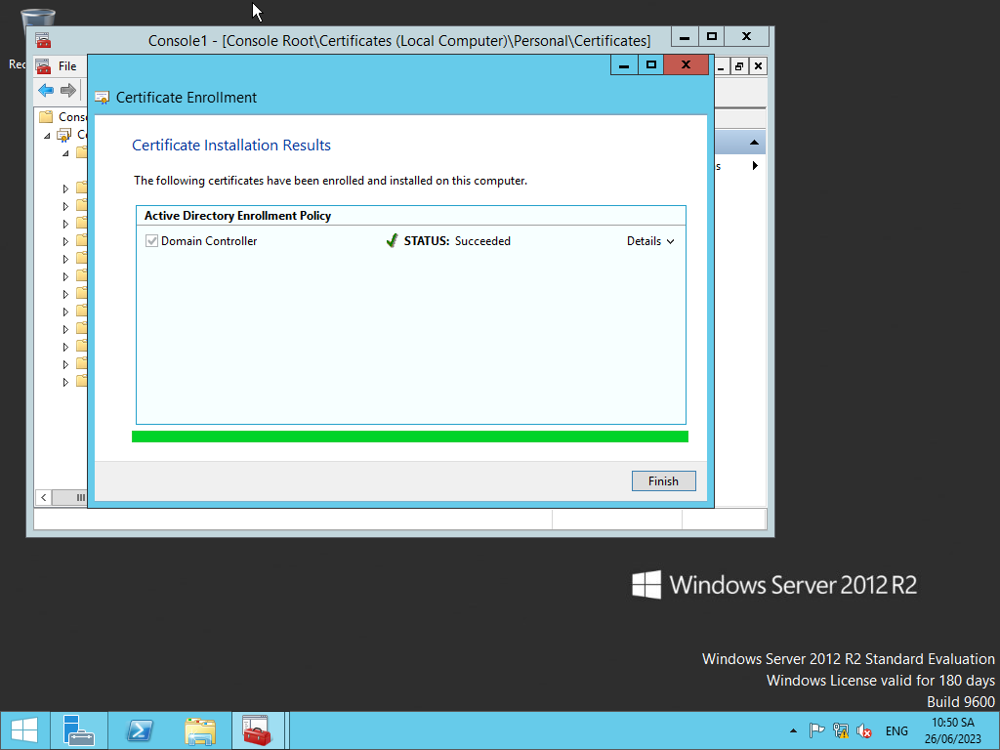 Console1 - [Console Root\Certificates (Local Computer)\Personal\Certificates]
Rec
File
Certificate Enrollment
Conso
Certificate Installation Results
The following certificates have been enrolled and installed on this computer.
Active Directory Enrollment Policy
Domain Controller
STATUS: Succeeded
Details
Finish
Windows Server 2012 R2
Windows Server 2012 R2 Standard Evaluation
Windows License valid for 180 days
Build 9600
ENG
10:50 SA
26/06/2023